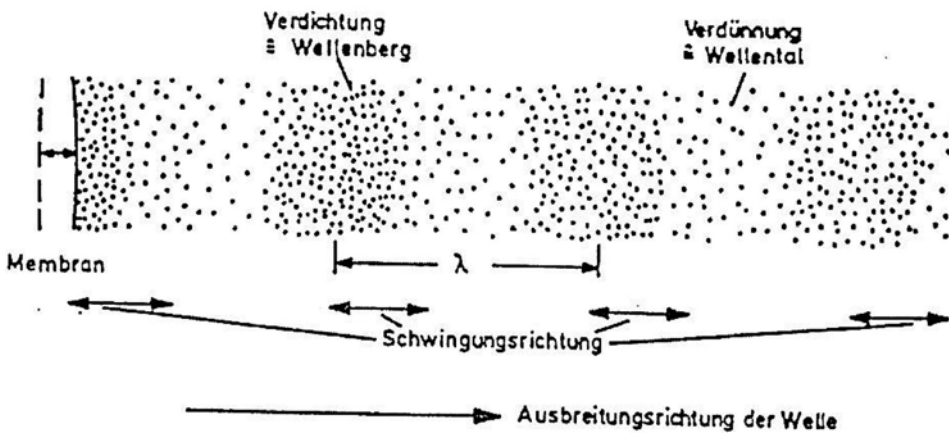 Verdichtung
≙ Wellenberg
Verdünnung
≙ Wellental
Membran
λ
Schwingungsrichtung
Ausbreitungsrichtung der Welle